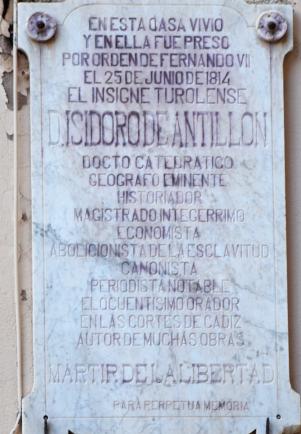 EN ESTA CASA VIVIO
Y EN ELLA FUE PRESO
POR ORDEN DE FERNANDO VII
EL 25 DE JUNIO DE 1814
EL INSIGNE TUROLENSE
D. ISIDORO DE ANTILLON
DOCTO CATEDRATICO
GEOGRAFO EMINENTE
HISTORIADOR
MAGISTRADO INTEGERRIMO
ECONOMISTA
ABOLICIONISTA DE LA ESCLAVITUD
CANONISTA
PERIODISTA NOTABLE
ELOCUENTISIMO ORADOR
EN LAS CORTES DE CADIZ
AUTOR DE MUCHAS OBRAS
MARTIR DE LA LIBERTAD
PARA PERPETUA MEMORIA